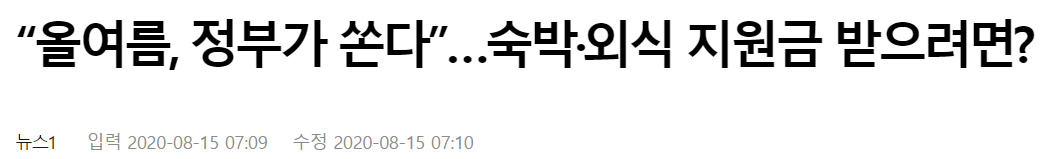 “올여름, 정부가 쏜다”…숙박·외식 지원금 받으려면?
뉴스1 입력 2020-08-15 07:09 수정 2020-08-15 07:10